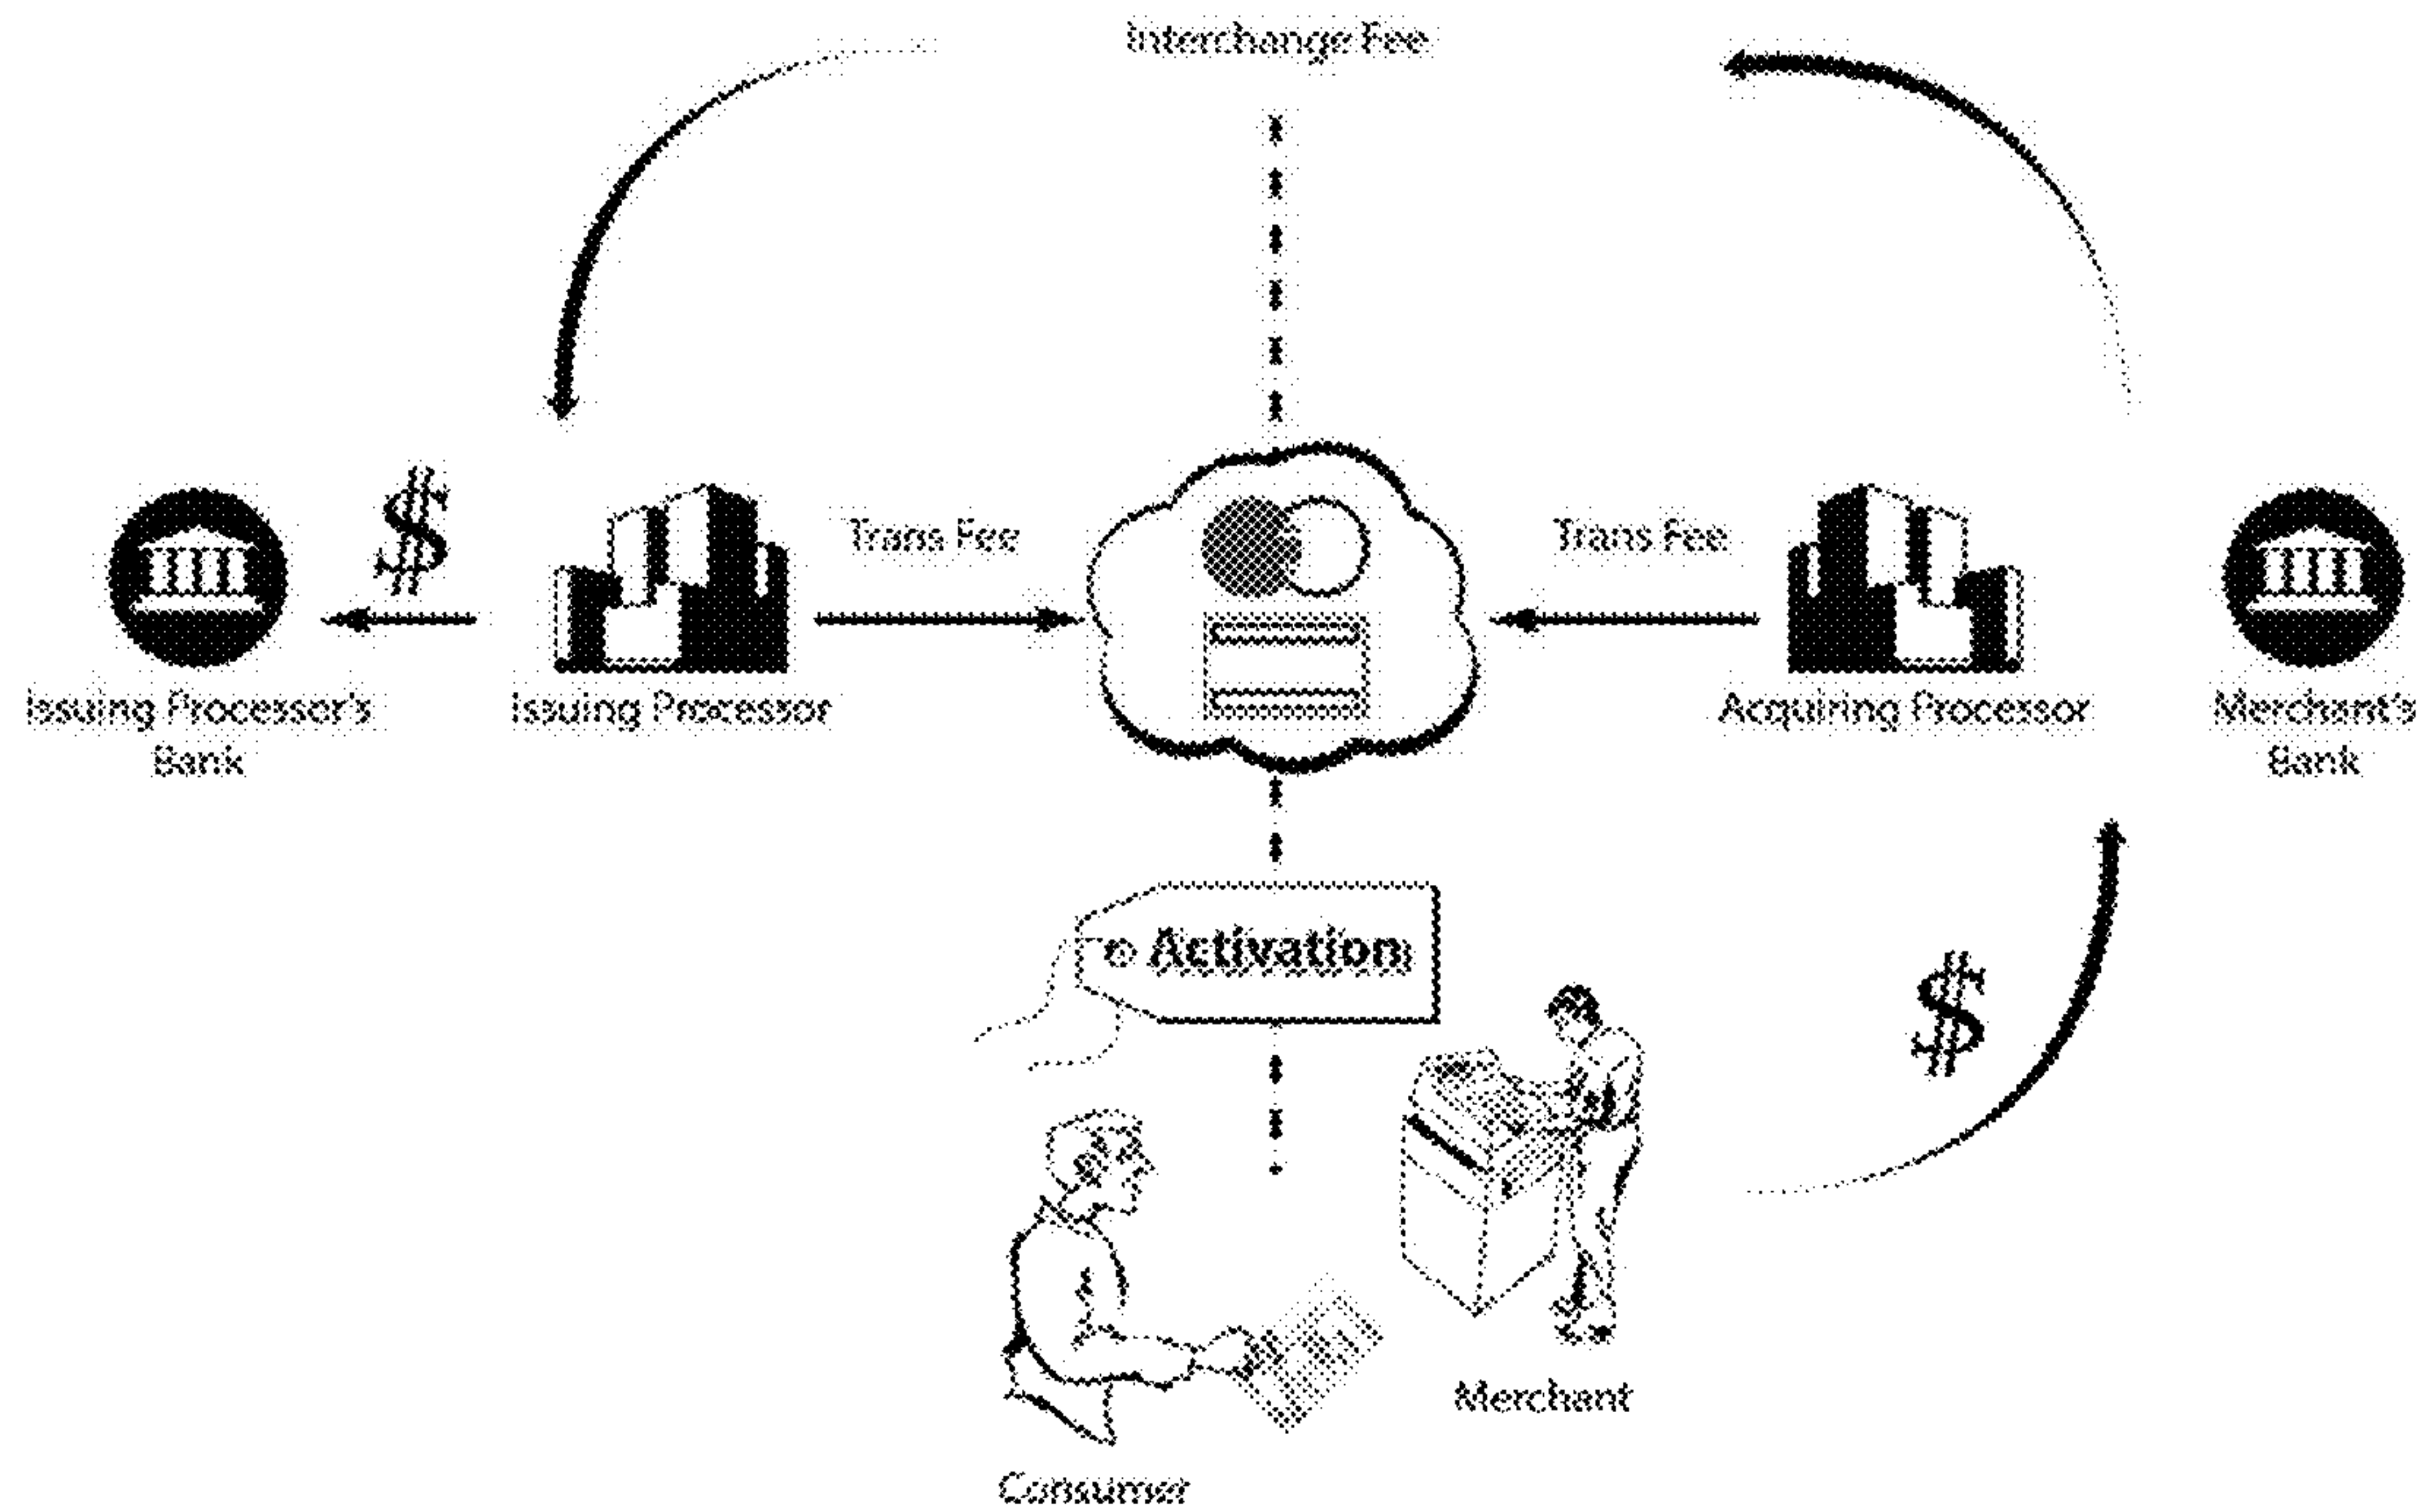 Interchange Fee
$
Trans Fee
Trans Fee
Issuing Processor's
Bank
Issuing Processor
Acquiring Processor
Merchant's
Bank
Activation
$
Merchant
Consumer